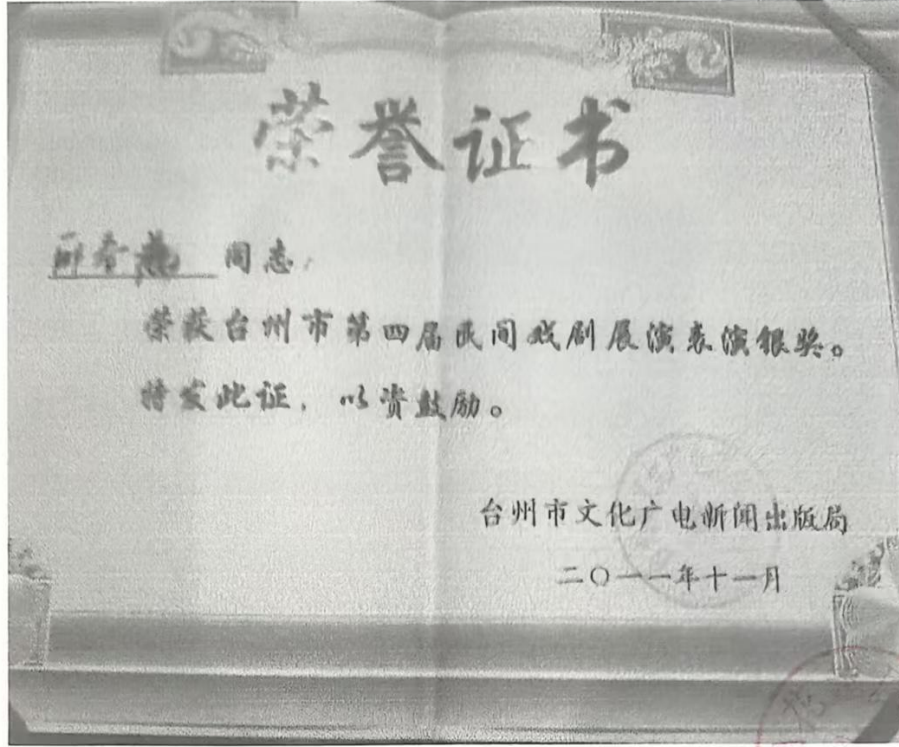 荣誉证书
同志:
荣获台州市第四届民间戏剧展演表演银奖。
特发此证，以资鼓励。
台州市文化广电新闻出版局
二〇一一年十一月